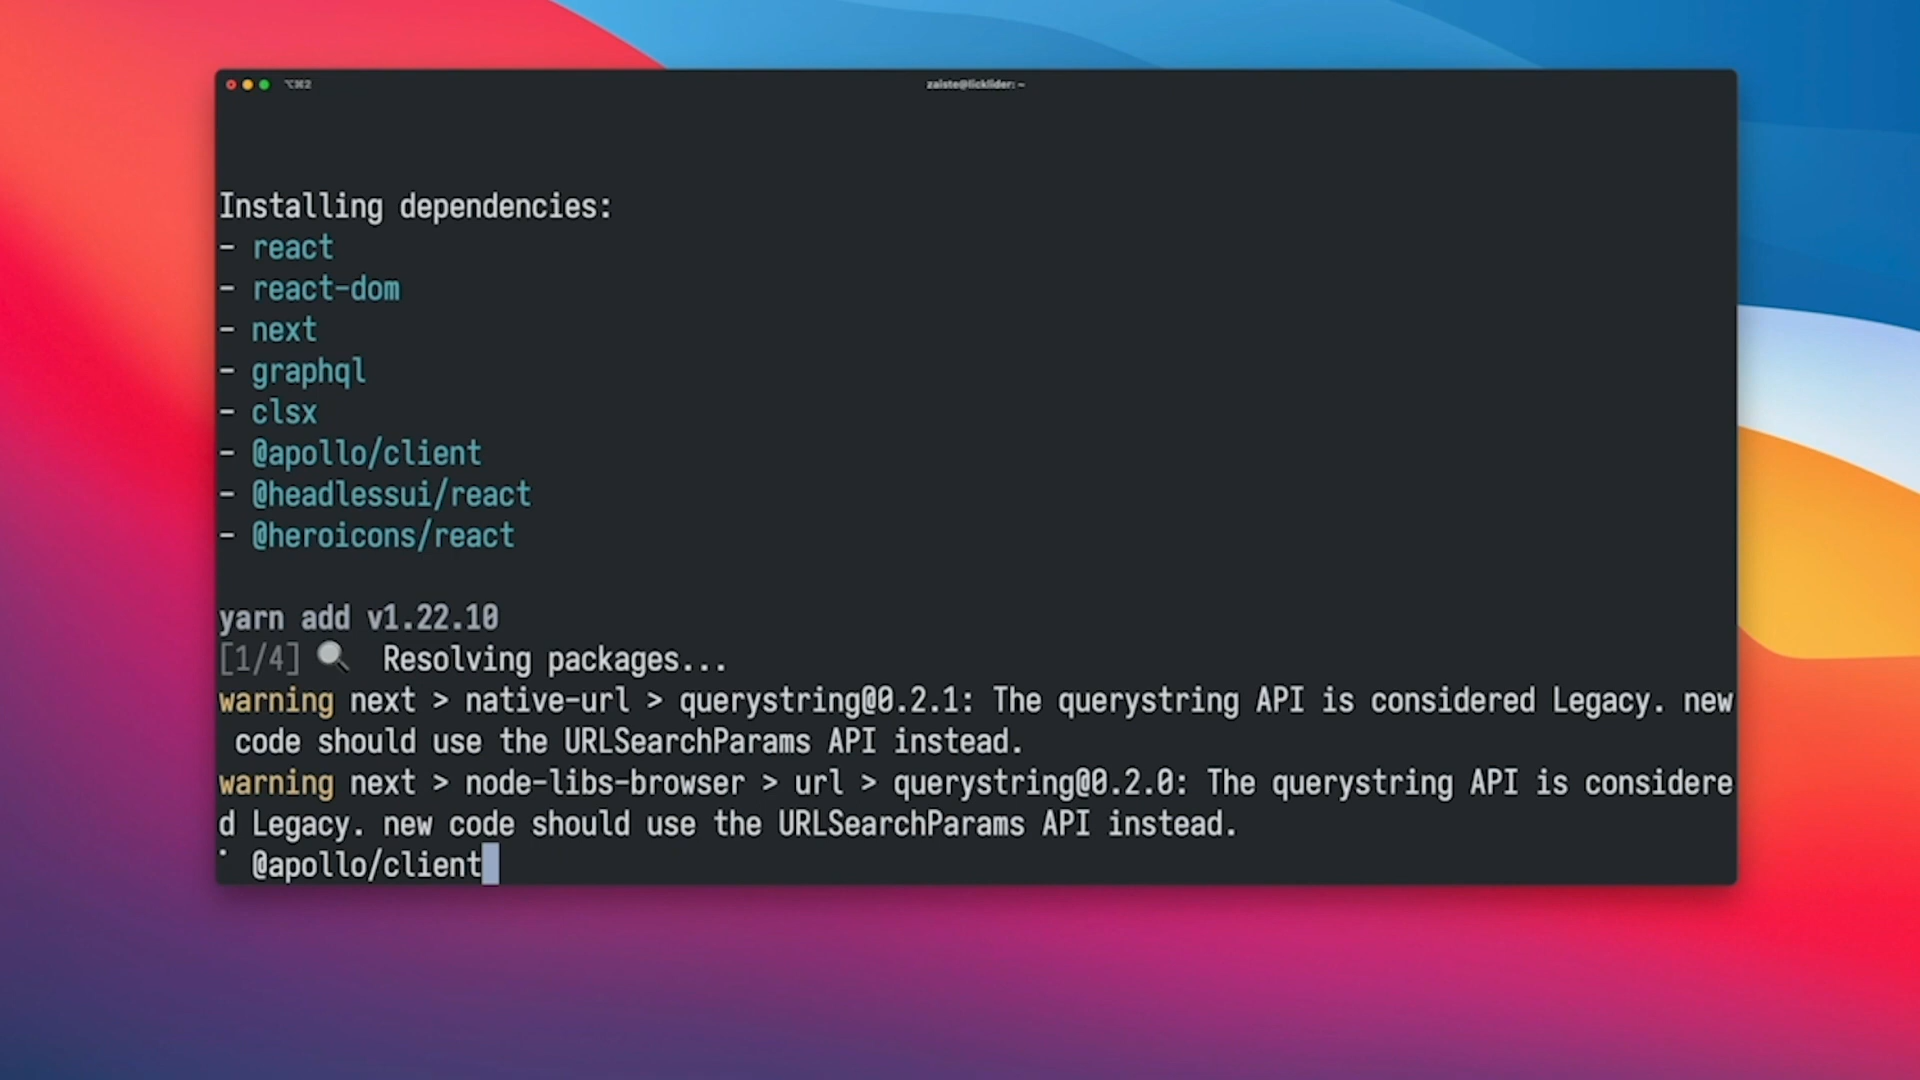 ⌥⌘2
zaiste@licklider: ~
Installing dependencies:
- react
- react-dom
- next
- graphql
- clsx
- @apollo/client
- @headlessui/react
- @heroicons/react
yarn add v1.22.10
[1/4] 🔍 Resolving packages...
warning next > native-url > querystring@0.2.1: The querystring API is considered Legacy. new
code should use the URLSearchParams API instead.
warning next > node-libs-browser > url > querystring@0.2.0: The querystring API is considere
d Legacy. new code should use the URLSearchParams API instead.
⠁ @apollo/client